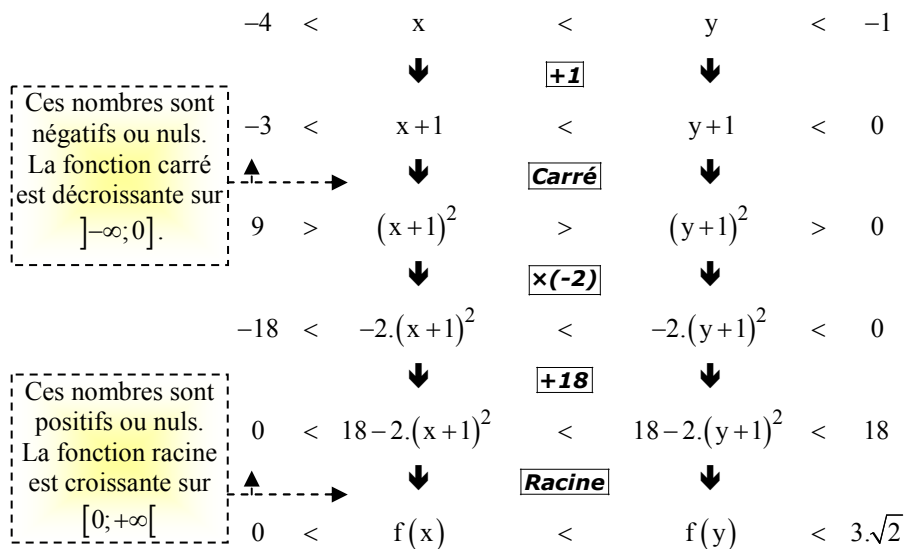 −4 < x < y < −1
+1
Ces nombres sont
négatifs ou nuls.
La fonction carré
est décroissante sur
]−∞;0].
−3 < x+1 < y+1 < 0
Carré
9 > (x+1)² > (y+1)² > 0
×(-2)
−18 < −2.(x+1)² < −2.(y+1)² < 0
+18
Ces nombres sont
positifs ou nuls.
La fonction racine
est croissante sur
[0;+∞[
0 < 18−2.(x+1)² < 18−2.(y+1)² < 18
Racine
0 < f(x) < f(y) < 3.√2